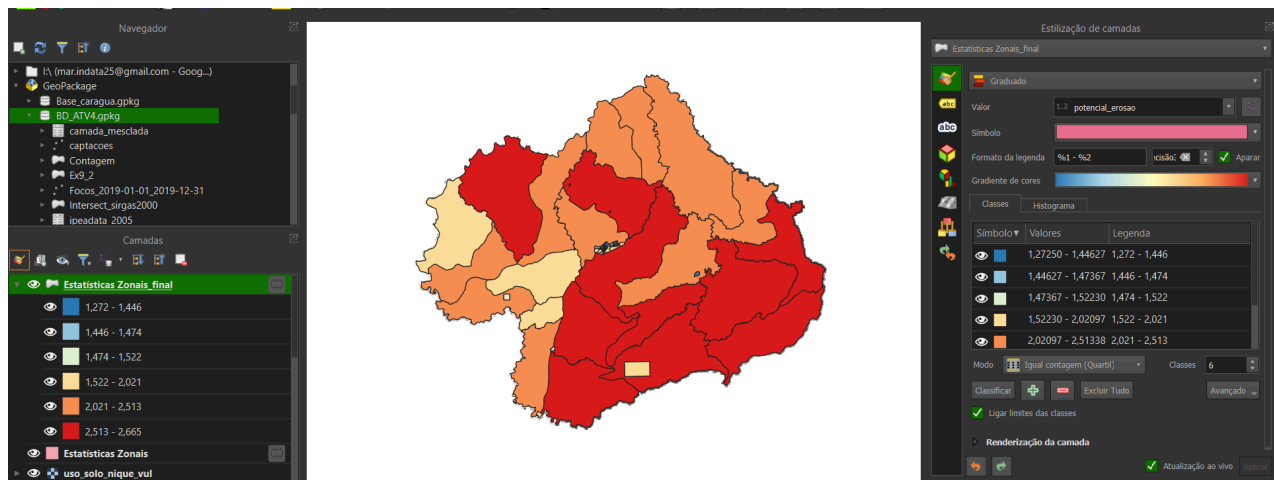 Navegador
I:\ (mar.indata25@gmail.com - Goog...)
GeoPackage
Base_caragua.gpkg
BD_ATV4.gpkg
camada_mesclada
captacoes
Contagem
Ex9_2
Focos_2019-01-01_2019-12-31
Intersect_sirgas2000
ipeadata_2005
Camadas
Estatísticas Zonais_final
1,272 - 1,446
1,446 - 1,474
1,474 - 1,522
1,522 - 2,021
2,021 - 2,513
2,513 - 2,665
Estatísticas Zonais
uso_solo_nique_vul
Estilização de camadas
Estatísticas Zonais_final
abc
abc
Graduado
Valor 1.2 potencial_erosao
Símbolo
Formato da legenda %1 - %2 ecisão: Aparar
Gradiente de cores
Classes Histograma
Símbolo Valores Legenda
1,27250 - 1,44627 1,272 - 1,446
1,44627 - 1,47367 1,446 - 1,474
1,47367 - 1,52230 1,474 - 1,522
1,52230 - 2,02097 1,522 - 2,021
2,02097 - 2,51338 2,021 - 2,513
Modo Igual contagem (Quartil) Classes 6
Classificar Excluir Tudo Avançado
Ligar limites das classes
Renderização da camada
Atualização ao vivo Aplicar